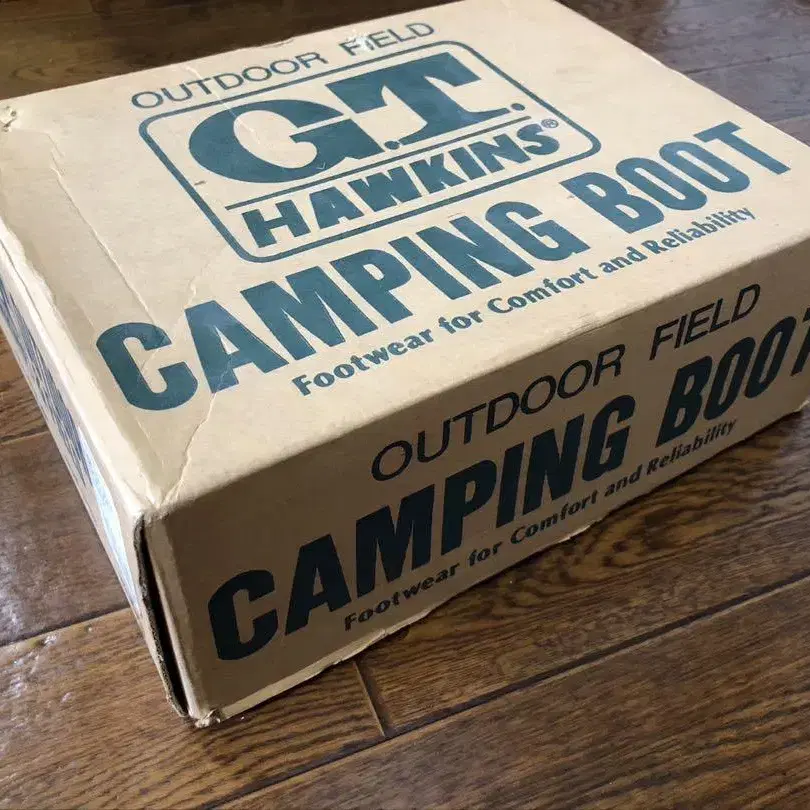 OUTDOOR FIELD
G.T.
HAWKINS®
CAMPING BOOT
Footwear for Comfort and Reliability
OUTDOOR FIELD
CAMPING BOOT
Footwear for Comfort and Reliability